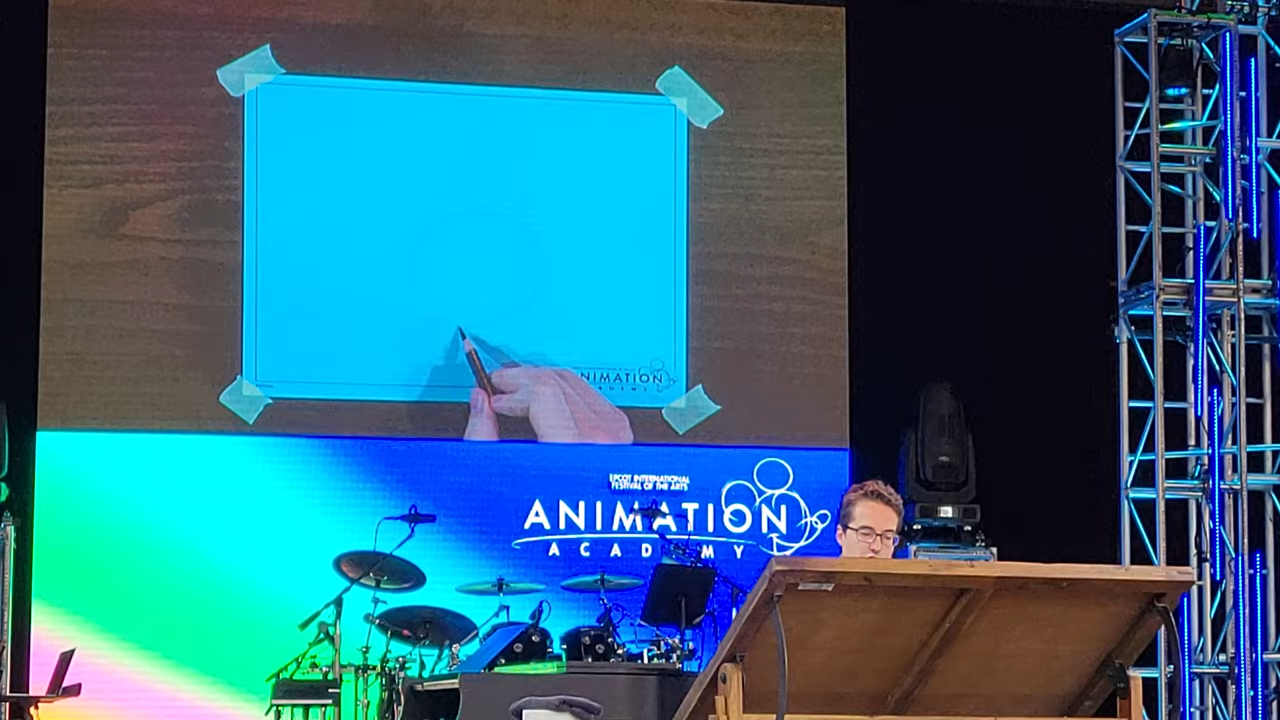 ANIMATION
EPCOT INTERNATIONAL
FESTIVAL OF THE ARTS
ANIMATION
ACADEMY